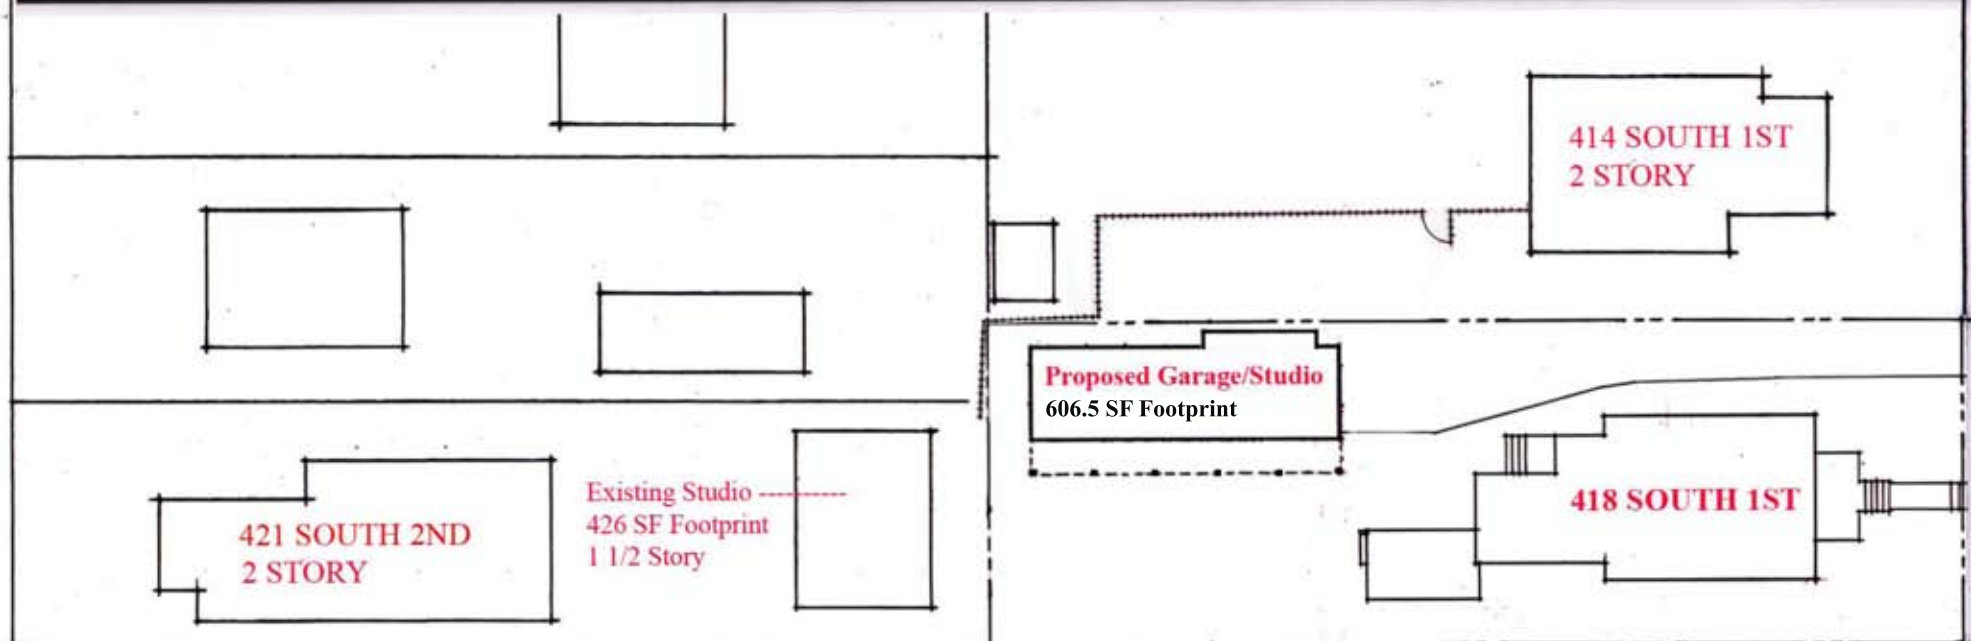 414 SOUTH 1ST
2 STORY
Proposed Garage/Studio
606.5 SF Footprint
418 SOUTH 1ST
Existing Studio
426 SF Footprint
1 1/2 Story
421 SOUTH 2ND
2 STORY